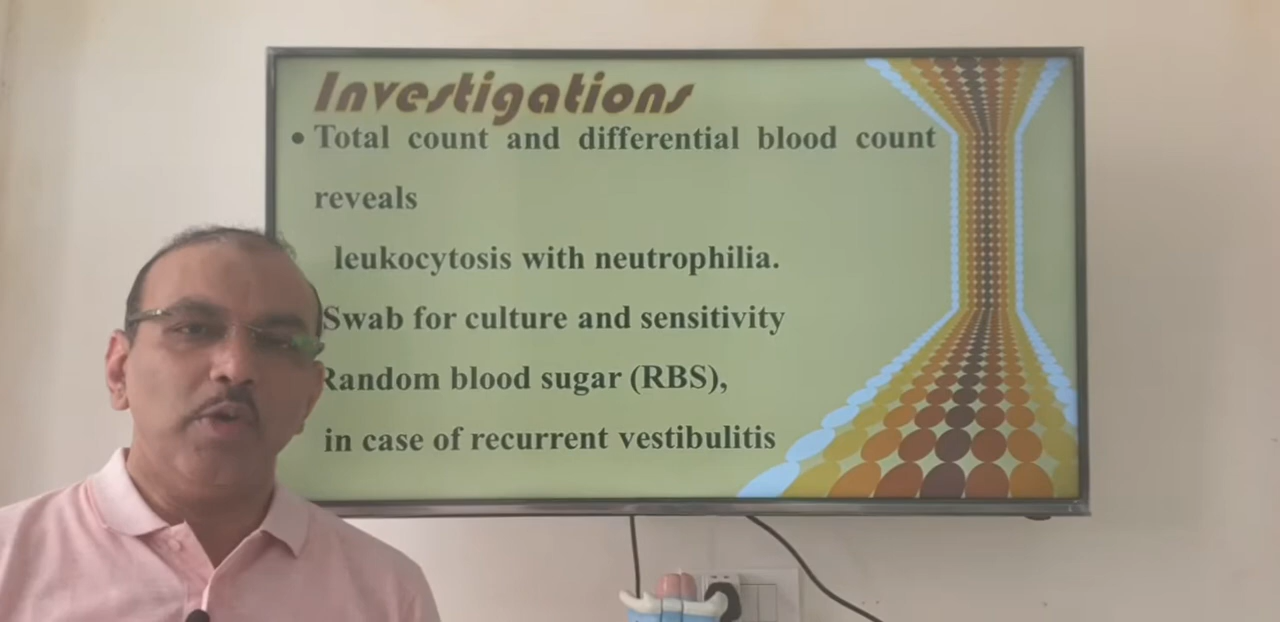 Investigations
• Total count and differential blood count
reveals
leukocytosis with neutrophilia.
Swab for culture and sensitivity
Random blood sugar (RBS),
in case of recurrent vestibulitis